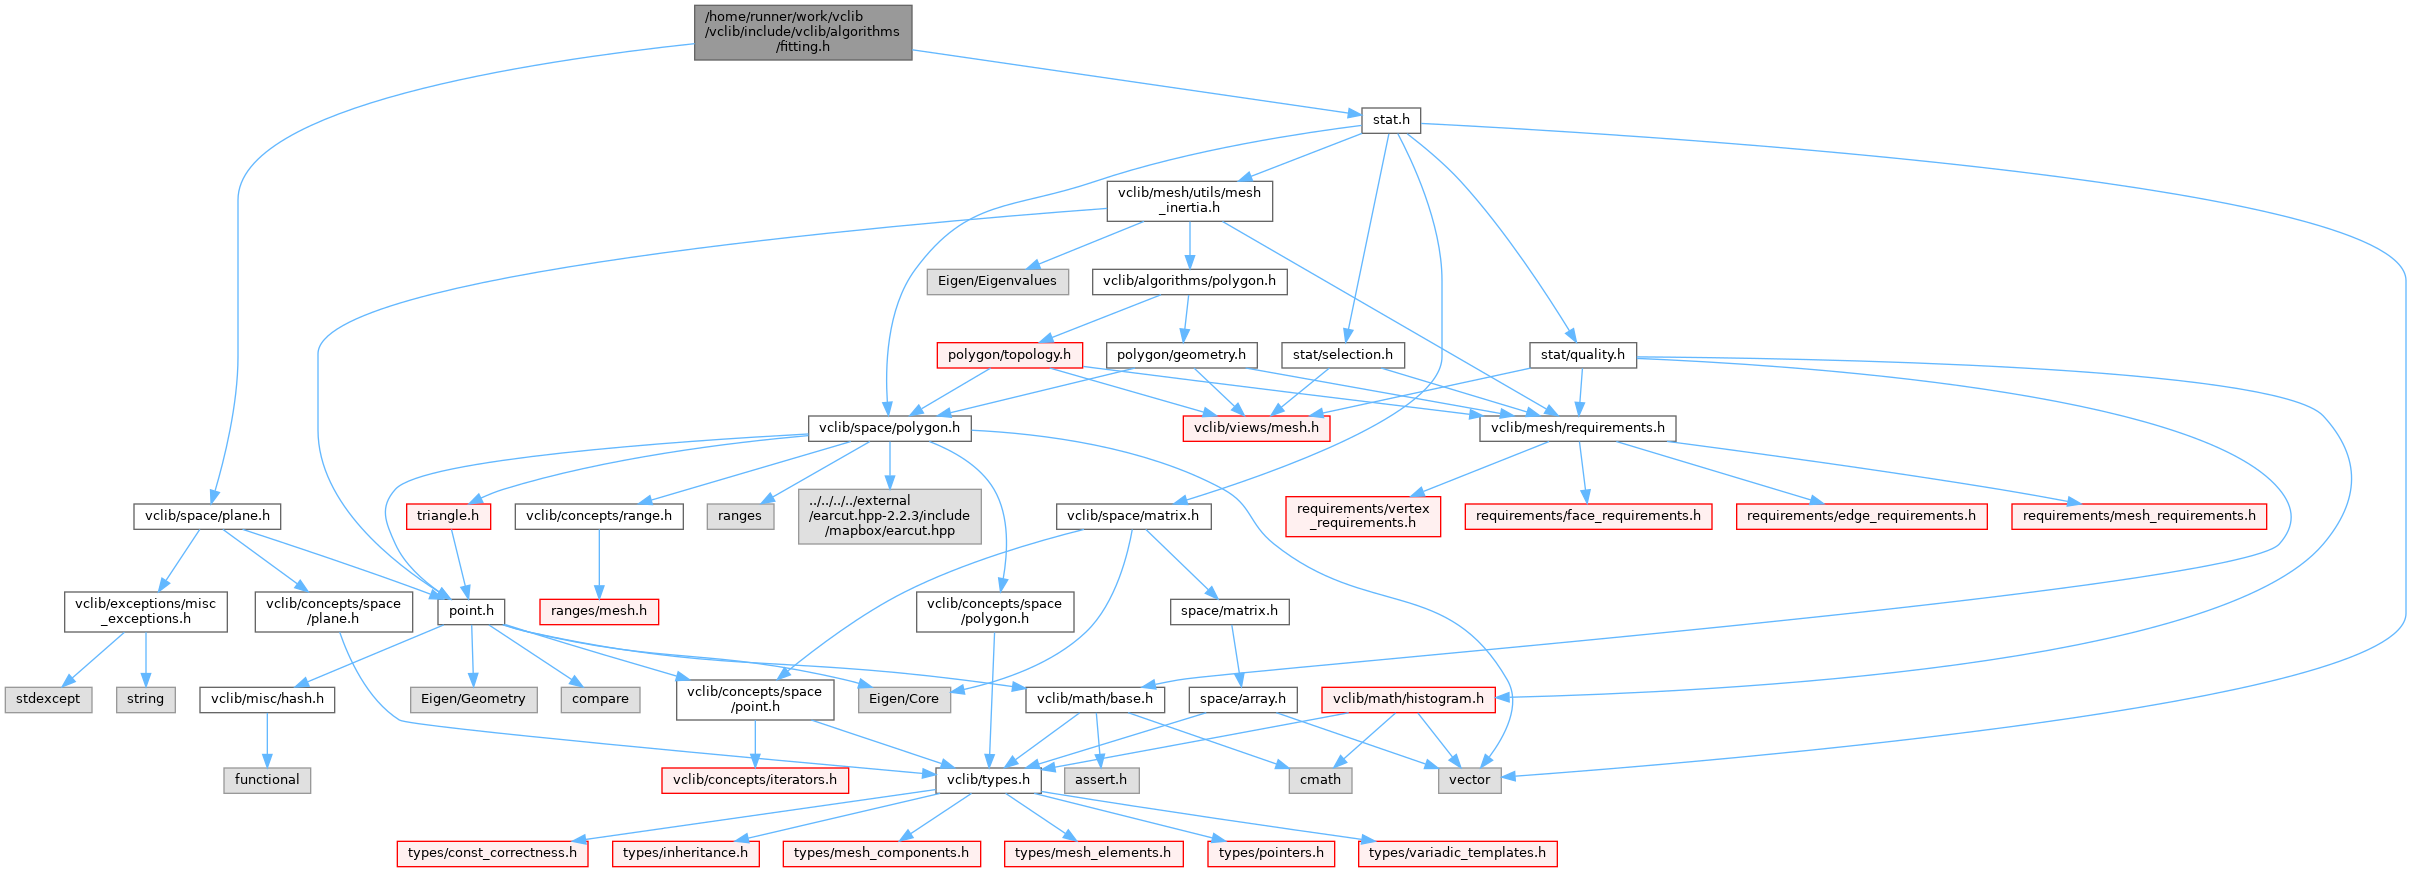 /home/runner/work/vclib
/vclib/include/vclib/algorithms
/fitting.h
stat.h
vclib/mesh/utils/mesh
_inertia.h
Eigen/Eigenvalues
vclib/algorithms/polygon.h
polygon/topology.h
polygon/geometry.h
stat/selection.h
stat/quality.h
vclib/space/polygon.h
vclib/views/mesh.h
vclib/mesh/requirements.h
vclib/space/plane.h
triangle.h
vclib/concepts/range.h
ranges
../../../../external
/earcut.hpp-2.2.3/include
/mapbox/earcut.hpp
vclib/space/matrix.h
requirements/vertex
_requirements.h
requirements/face_requirements.h
requirements/edge_requirements.h
requirements/mesh_requirements.h
vclib/exceptions/misc
_exceptions.h
vclib/concepts/space
/plane.h
point.h
ranges/mesh.h
vclib/concepts/space
/polygon.h
space/matrix.h
stdexcept
string
vclib/misc/hash.h
Eigen/Geometry
compare
vclib/concepts/space
/point.h
Eigen/Core
vclib/math/base.h
space/array.h
vclib/math/histogram.h
functional
vclib/concepts/iterators.h
vclib/types.h
assert.h
cmath
vector
types/const_correctness.h
types/inheritance.h
types/mesh_components.h
types/mesh_elements.h
types/pointers.h
types/variadic_templates.h